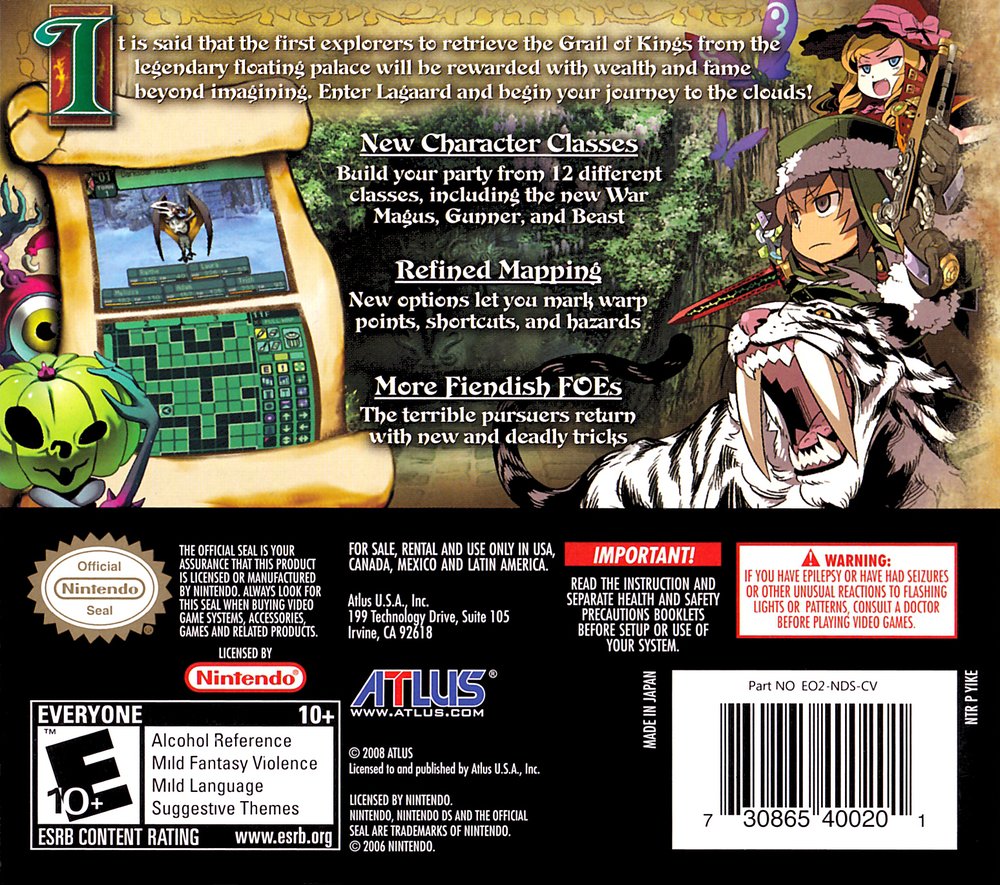 It is said that the first explorers to retrieve the Grail of Kings from the
legendary floating palace will be rewarded with wealth and fame
beyond imagining. Enter Lagaard and begin your journey to the clouds!
New Character Classes
Build your party from 12 different
classes, including the new War
Magus, Gunner, and Beast
Refined Mapping
New options let you mark warp
points, shortcuts, and hazards
More Fiendish FOEs
The terrible pursuers return
with new and deadly tricks
Official
Nintendo
Seal
®
THE OFFICIAL SEAL IS YOUR
ASSURANCE THAT THIS PRODUCT
IS LICENSED OR MANUFACTURED
BY NINTENDO. ALWAYS LOOK FOR
THIS SEAL WHEN BUYING VIDEO
GAME SYSTEMS, ACCESSORIES,
GAMES AND RELATED PRODUCTS.
LICENSED BY
Nintendo®
EVERYONE 10+
™
E
10+
Alcohol Reference
Mild Fantasy Violence
Mild Language
Suggestive Themes
ESRB CONTENT RATING www.esrb.org
FOR SALE, RENTAL AND USE ONLY IN USA,
CANADA, MEXICO AND LATIN AMERICA.
Atlus U.S.A., Inc.
199 Technology Drive, Suite 105
Irvine, CA 92618
ATLUS®
WWW.ATLUS.COM
© 2008 ATLUS
Licensed to and published by Atlus U.S.A., Inc.
LICENSED BY NINTENDO.
NINTENDO, NINTENDO DS AND THE OFFICIAL
SEAL ARE TRADEMARKS OF NINTENDO.
© 2006 NINTENDO.
IMPORTANT!
READ THE INSTRUCTION AND
SEPARATE HEALTH AND SAFETY
PRECAUTIONS BOOKLETS
BEFORE SETUP OR USE OF
YOUR SYSTEM.
WARNING:
IF YOU HAVE EPILEPSY OR HAVE HAD SEIZURES
OR OTHER UNUSUAL REACTIONS TO FLASHING
LIGHTS OR PATTERNS, CONSULT A DOCTOR
BEFORE PLAYING VIDEO GAMES.
MADE IN JAPAN
Part NO EO2-NDS-CV
7 30865 40020 1
NTR P YIKE